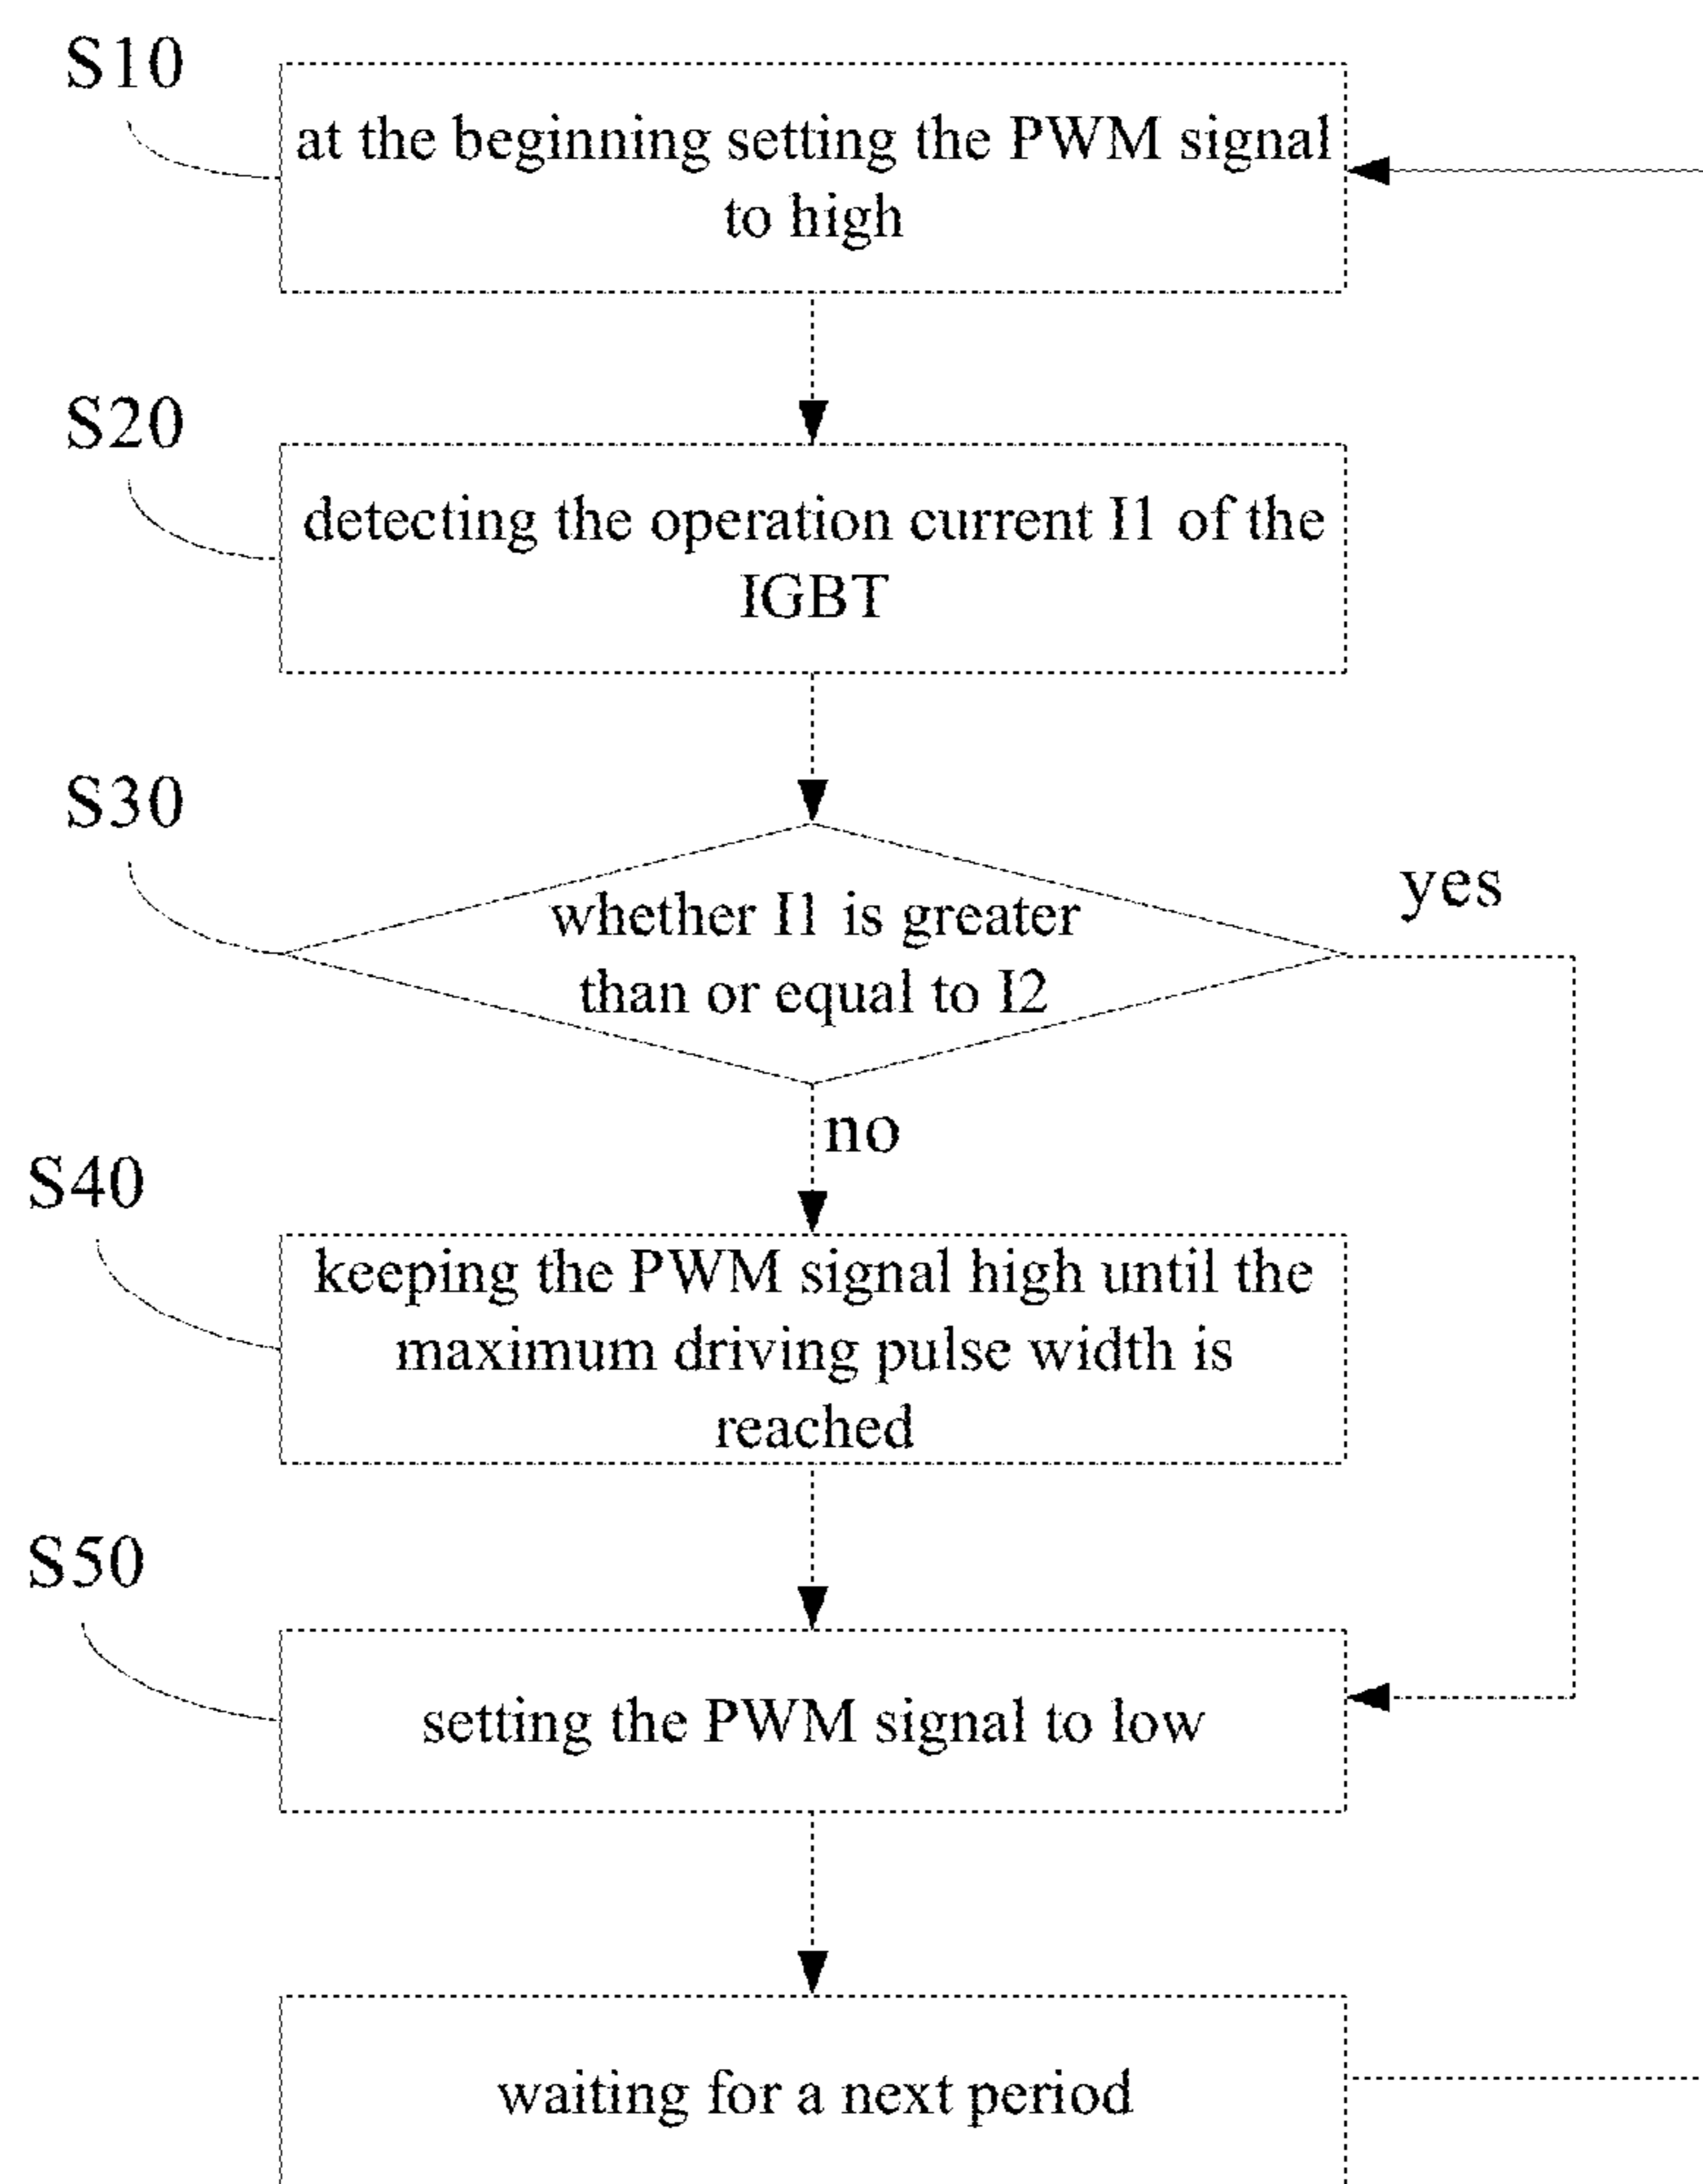 S10
at the beginning setting the PWM signal
to high
S20
detecting the operation current I1 of the
IGBT
S30
whether I1 is greater
than or equal to I2
yes
no
S40
keeping the PWM signal high until the
maximum driving pulse width is
reached
S50
setting the PWM signal to low
waiting for a next period